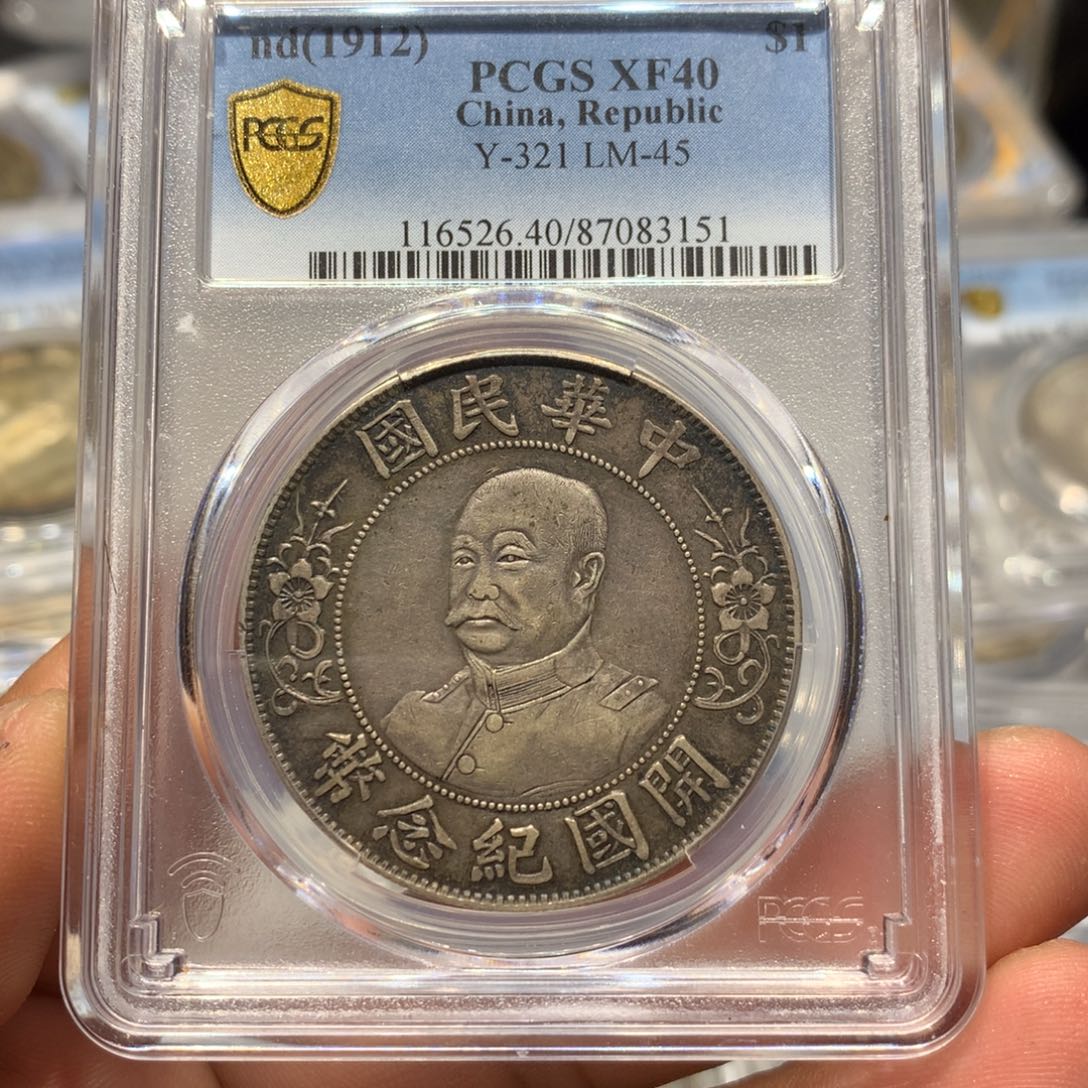 nd(1912) $1
PCGS XF40
China, Republic
Y-321 LM-45
116526.40/87083151
PCGS
中華民國
開國紀念幣
PCGS